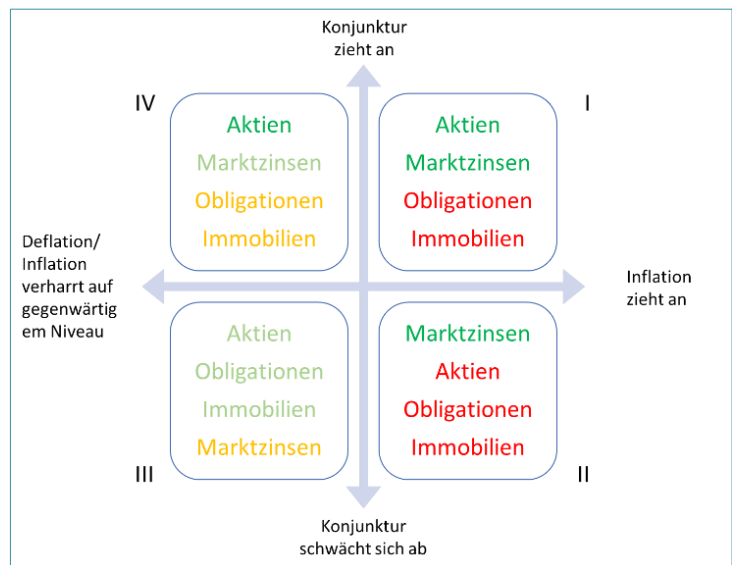 Konjunktur
zieht an
IV
I
Aktien
Marktzinsen
Obligationen
Immobilien
Aktien
Marktzinsen
Obligationen
Immobilien
Deflation/
Inflation
verharrt auf
gegenwärtig
em Niveau
Inflation
zieht an
Aktien
Obligationen
Immobilien
Marktzinsen
Marktzinsen
Aktien
Obligationen
Immobilien
III
II
Konjunktur
schwächt sich ab